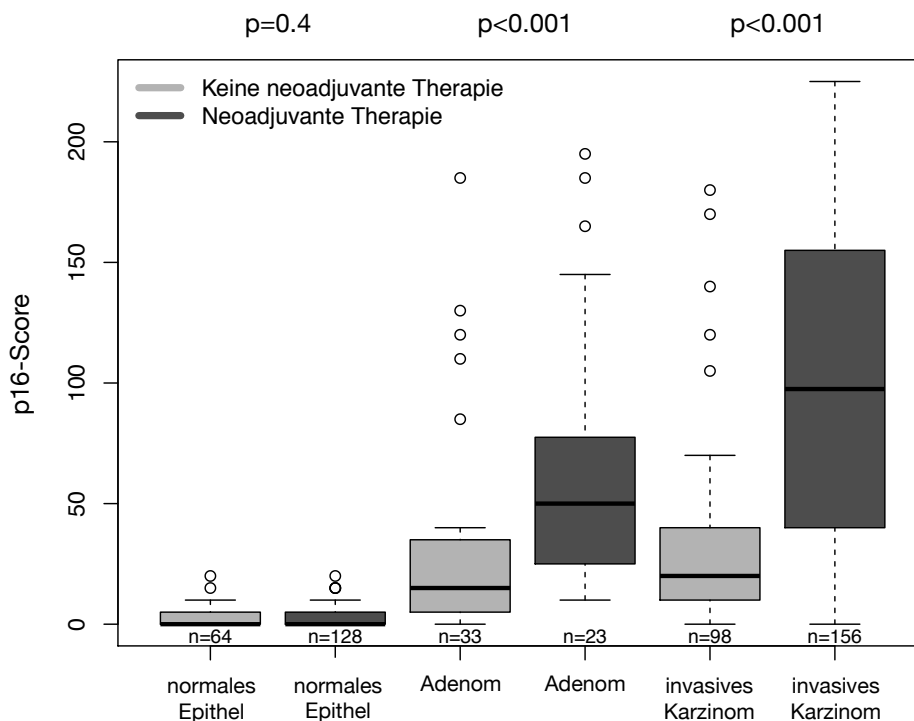 p=0.4 p<0.001 p<0.001
Keine neoadjuvante Therapie
Neoadjuvante Therapie
p16-Score
200
150
100
50
0
n=64 n=128 n=33 n=23 n=98 n=156
normales Epithel
normales Epithel
Adenom
Adenom
invasives Karzinom
invasives Karzinom